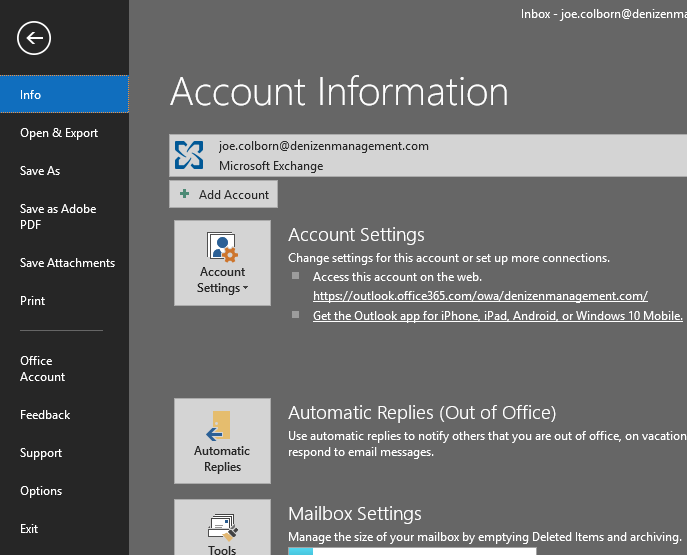 Inbox - joe.colborn@denizenma
Info
Open & Export
Save As
Save as Adobe
PDF
Save Attachments
Print
Office
Account
Feedback
Support
Options
Exit
Account Information
joe.colborn@denizenmanagement.com
Microsoft Exchange
Add Account
Account
Settings
Account Settings
Change settings for this account or set up more connections.
Access this account on the web.
https://outlook.office365.com/owa/denizenmanagement.com/
Get the Outlook app for iPhone, iPad, Android, or Windows 10 Mobile.
Automatic
Replies
Automatic Replies (Out of Office)
Use automatic replies to notify others that you are out of office, on vacation
respond to email messages.
Tools
Mailbox Settings
Manage the size of your mailbox by emptying Deleted Items and archiving.